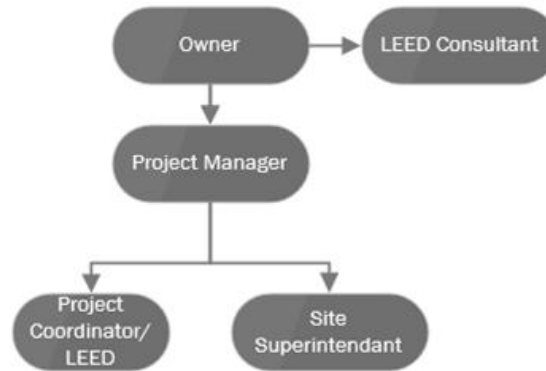 Owner
LEED Consultant
Project Manager
Project
Coordinator/
LEED
Site
Superintendant